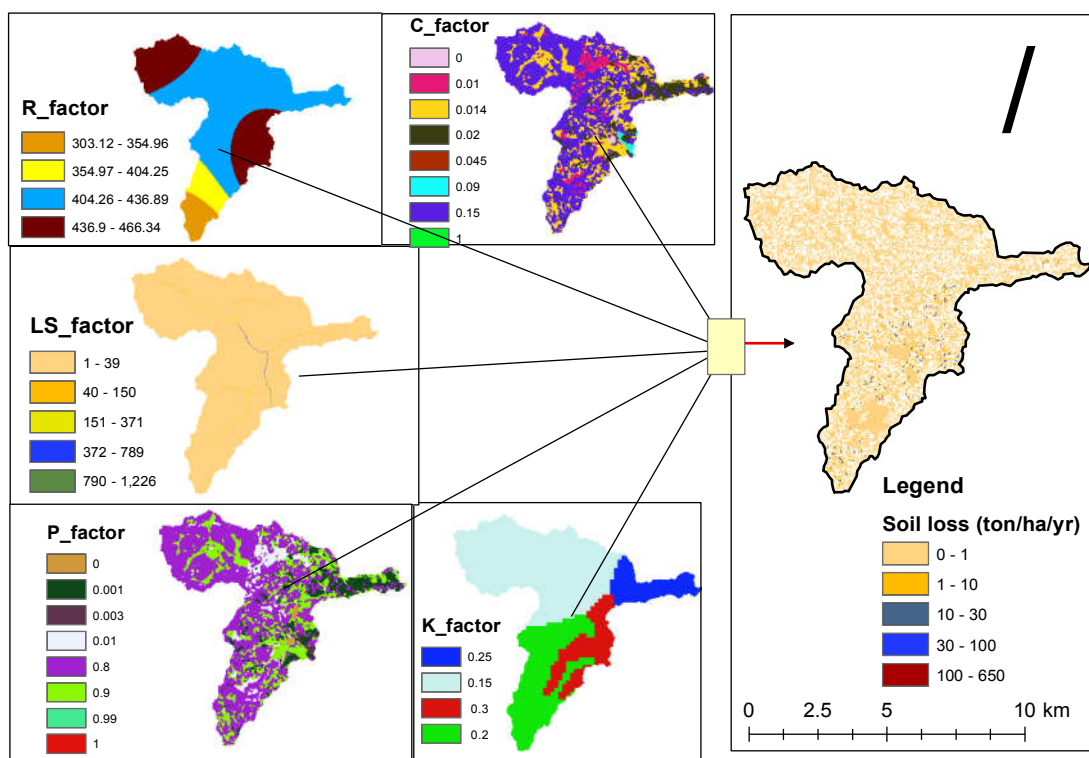 R_factor
303.12 - 354.96
354.97 - 404.25
404.26 - 436.89
436.9 - 466.34
C_factor
0
0.01
0.014
0.02
0.045
0.09
0.15
1
LS_factor
1 - 39
40 - 150
151 - 371
372 - 789
790 - 1,226
P_factor
0
0.001
0.003
0.01
0.8
0.9
0.99
1
K_factor
0.25
0.15
0.3
0.2
Legend
Soil loss (ton/ha/yr)
0 - 1
1 - 10
10 - 30
30 - 100
100 - 650
0 2.5 5 10 km